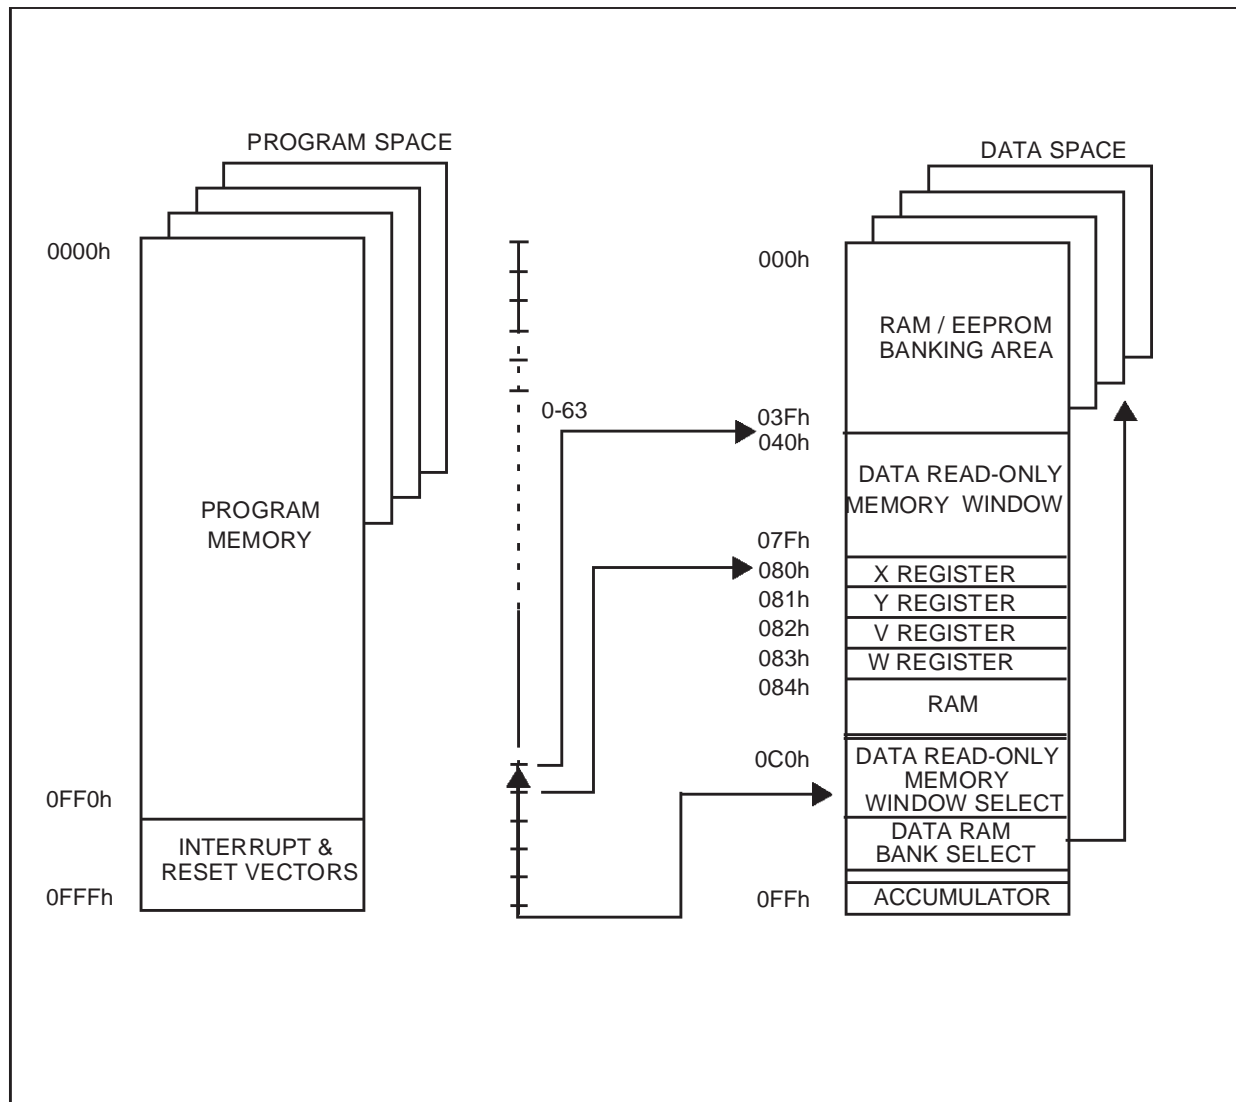 PROGRAM SPACE
0000h
PROGRAM
MEMORY
0FF0h
INTERRUPT &
RESET VECTORS
0FFFh
0-63
DATA SPACE
000h
RAM / EEPROM
BANKING AREA
03Fh
040h
DATA READ-ONLY
MEMORY WINDOW
07Fh
080h
X REGISTER
081h
Y REGISTER
082h
V REGISTER
083h
W REGISTER
084h
RAM
0C0h
DATA READ-ONLY
MEMORY
WINDOW SELECT
DATA RAM
BANK SELECT
0FFh
ACCUMULATOR